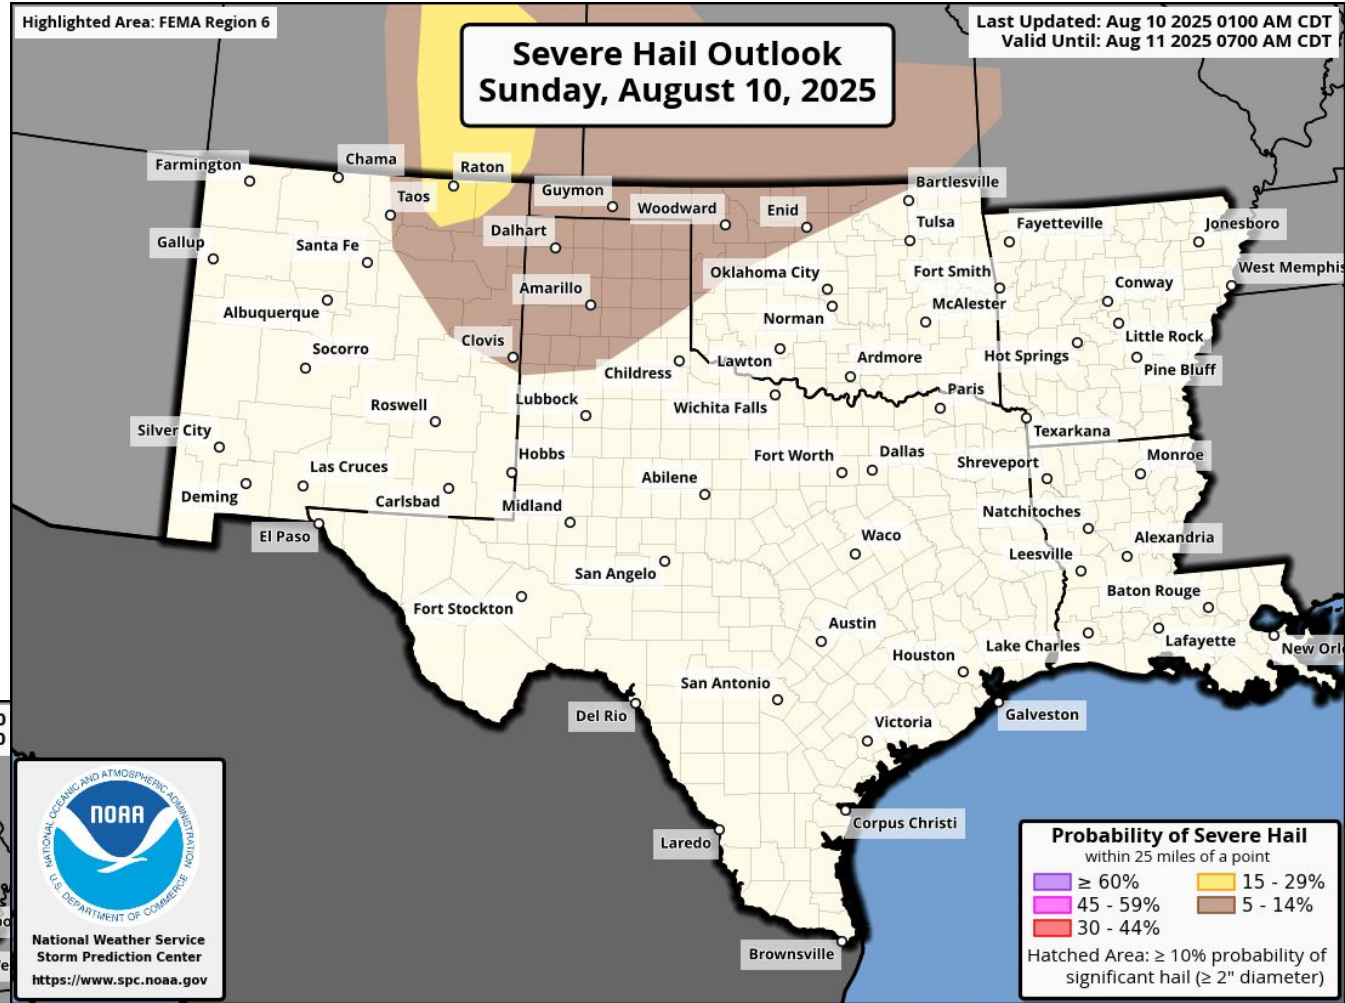 Highlighted Area: FEMA Region 6
Severe Hail Outlook
Sunday, August 10, 2025
Last Updated: Aug 10 2025 0100 AM CDT
Valid Until: Aug 11 2025 0700 AM CDT
Farmington
Chama
Raton
Taos
Guymon
Woodward
Enid
Bartlesville
Gallup
Santa Fe
Dalhart
Tulsa
Fayetteville
Jonesboro
Amarillo
Oklahoma City
Fort Smith
West Memphis
Albuquerque
Norman
McAlester
Conway
Socorro
Clovis
Childress
Lawton
Ardmore
Hot Springs
Little Rock
Pine Bluff
Roswell
Lubbock
Wichita Falls
Paris
Texarkana
Silver City
Las Cruces
Hobbs
Fort Worth
Dallas
Shreveport
Monroe
Deming
Carlsbad
Midland
Abilene
Natchitoches
El Paso
Waco
Leesville
Alexandria
San Angelo
Fort Stockton
Baton Rouge
Austin
Houston
Lake Charles
Lafayette
New Orl
San Antonio
Del Rio
Victoria
Galveston
Laredo
Corpus Christi
Brownsville
NATIONAL OCEANIC AND ATMOSPHERIC ADMINISTRATION
NOAA
U.S. DEPARTMENT OF COMMERCE
National Weather Service
Storm Prediction Center
https://www.spc.noaa.gov
Probability of Severe Hail
within 25 miles of a point
≥ 60%
15 - 29%
45 - 59%
5 - 14%
30 - 44%
Hatched Area: ≥ 10% probability of
significant hail (≥ 2" diameter)